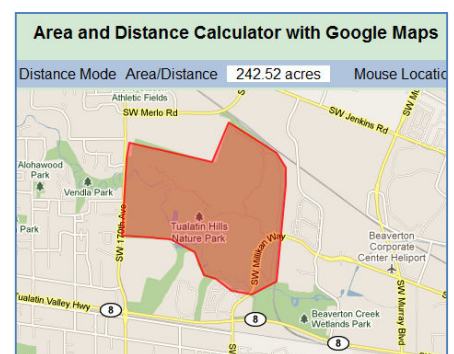 Area and Distance Calculator with Google Maps
Distance Mode Area/Distance 242.52 acres Mouse Locatio
Athletic Fields
SW Merlo Rd
SW Jenkins Rd
Alohawood
Park
Vendla Park
Park
SW 170th Ave
Tualatin Hills
Nature Park
SW Millikan Way
Beaverton
Corporate
Center Heliport
Tualatin Valley Hwy
8
8
8
Beaverton Creek
Wetlands Park
SW Murray Blvd